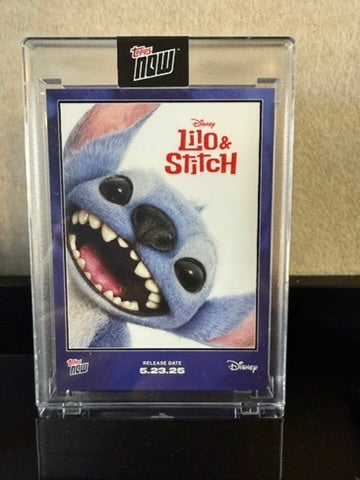 Topps
NOW
Disney
Lilo &
Stitch
Topps
NOW
RELEASE DATE
5.23.25
Disney